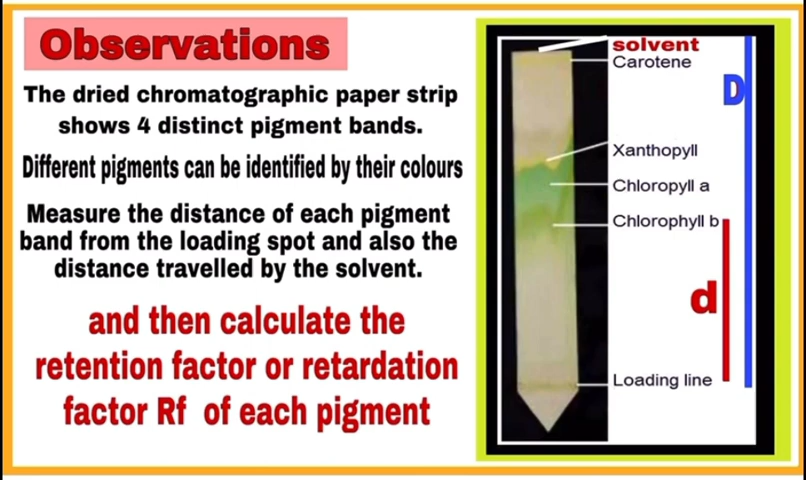 Observations
The dried chromatographic paper strip
shows 4 distinct pigment bands.
Different pigments can be identified by their colours
Measure the distance of each pigment
band from the loading spot and also the
distance travelled by the solvent.
and then calculate the
retention factor or retardation
factor Rf of each pigment
solvent
Carotene
D
Xanthopyll
Chloropyll a
Chlorophyll b
d
Loading line